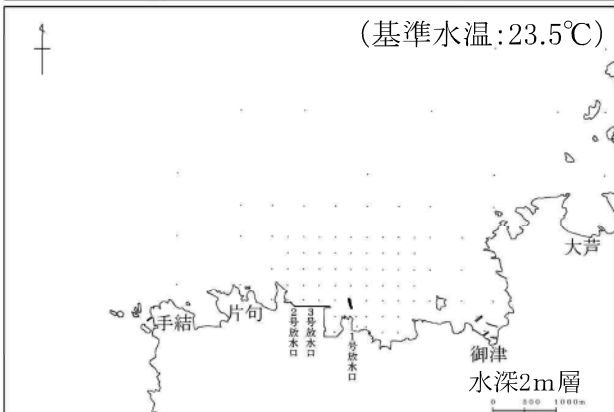 (基準水温:23.5℃)
大芦
手結
片句
2号放水口
3号放水口
1号放水口
御津
水深2m層
0 500 1000m